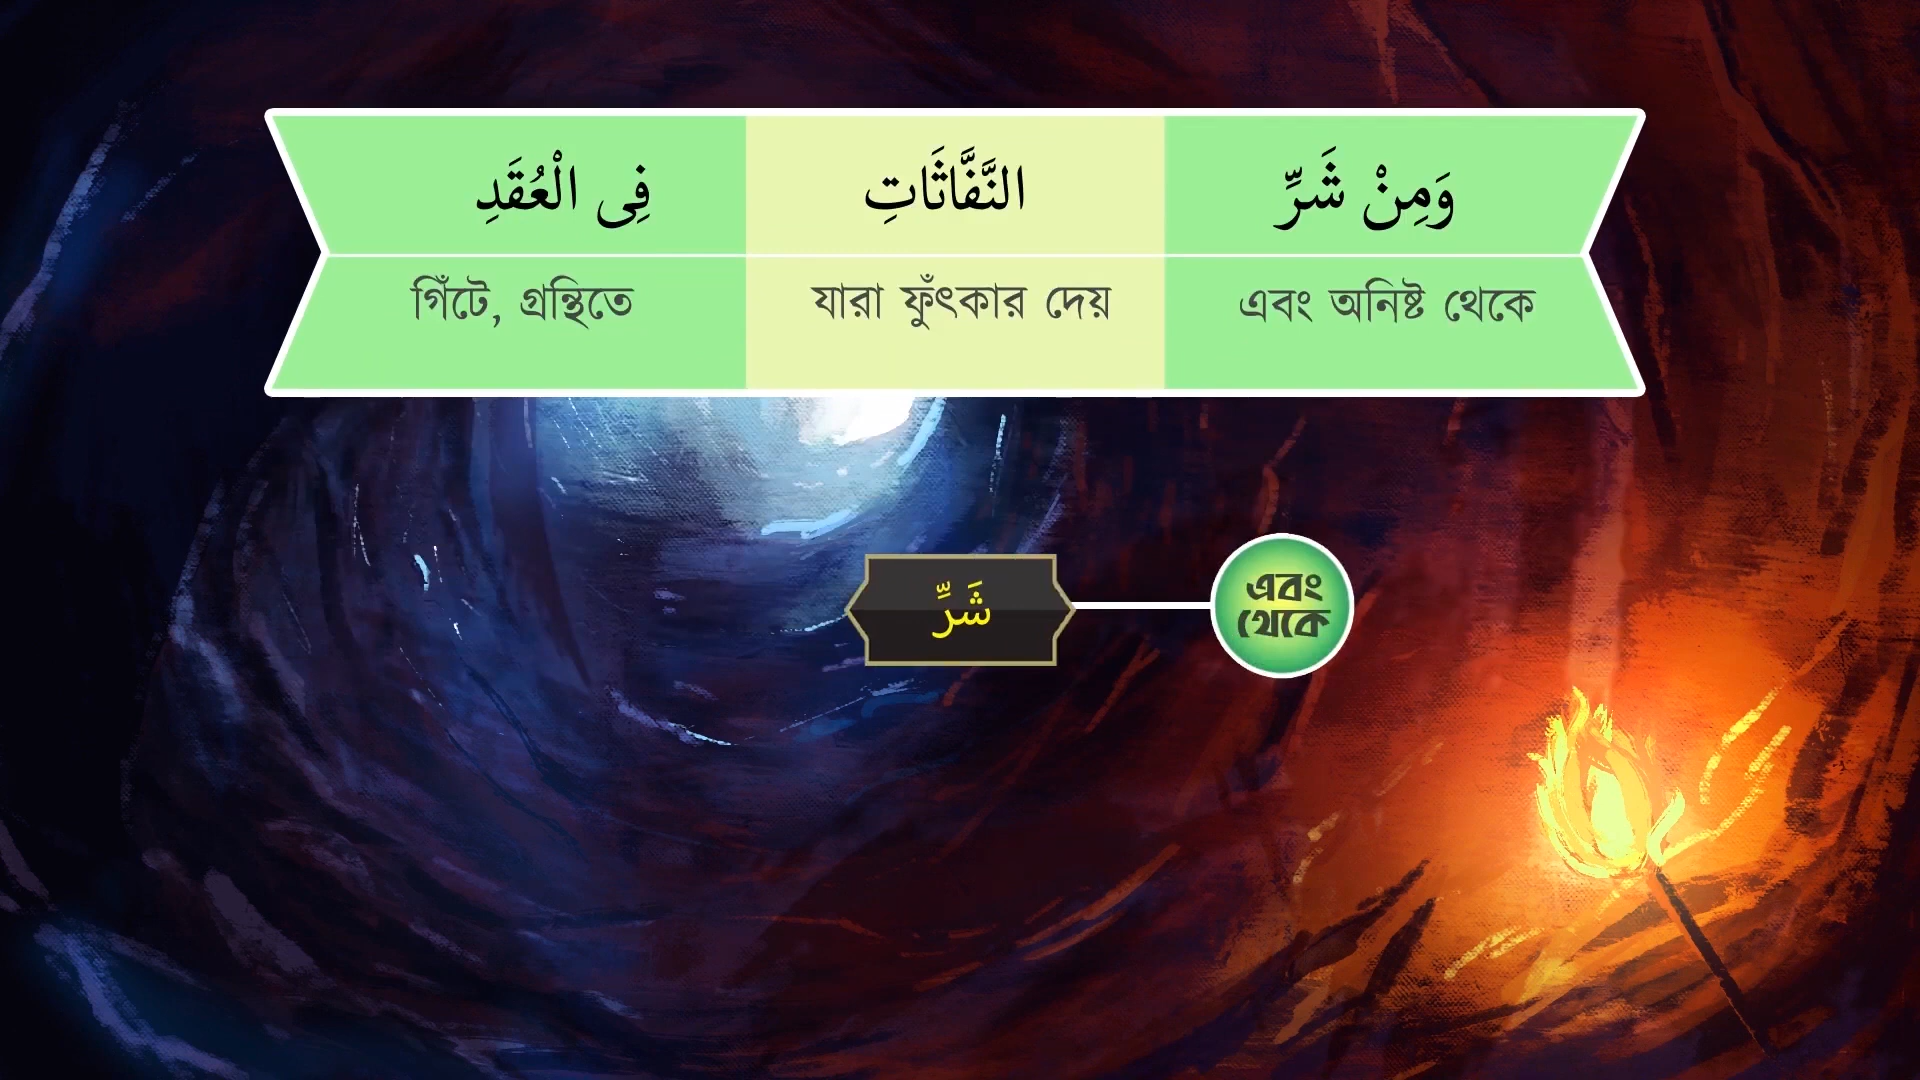 وَمِنْ شَرِّ النَّفَّاثَاتِ فِى الْعُقَدِ
এবং অনিষ্ট থেকে যারা ফুঁৎকার দেয় গিঁটে, গ্রন্থিতে
شَرِّ
এবং
থেকে